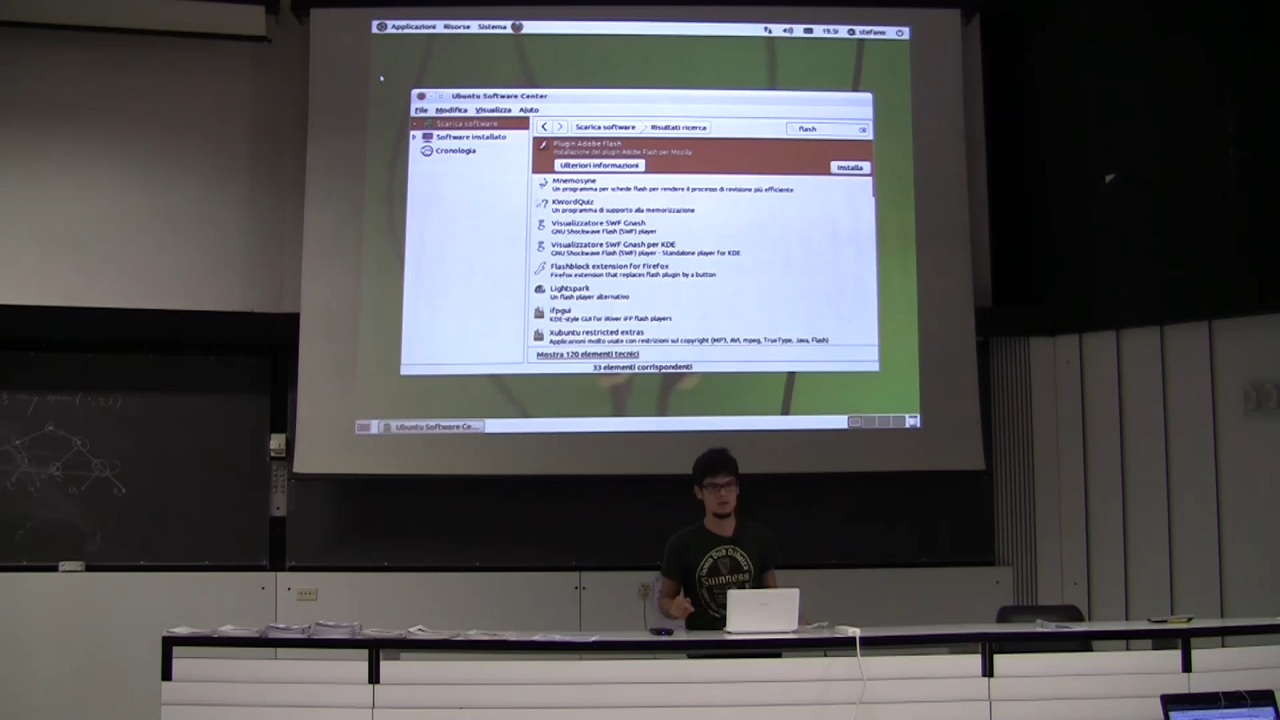 Applicazioni Risorse Sistema
19.51 stefano
Ubuntu Software Center
File Modifica Visualizza Aiuto
Scarica software
Software installato
Cronologia
Scarica software Risultati ricerca
flash
Plugin Adobe Flash
Installazione del plugin Adobe Flash per Mozilla
Ulteriori informazioni
Installa
Mnemosyne
Un programma per schede flash per rendere il processo di revisione più efficiente
KWordQuiz
Un programma di supporto alla memorizzazione
Visualizzatore SWF Gnash
GNU Shockwave Flash (SWF) player
Visualizzatore SWF Gnash per KDE
GNU Shockwave Flash (SWF) player - Standalone player for KDE
Flashblock extension for Firefox
Firefox extension that replaces flash plugin by a button
Lightspark
Un flash player alternativo
ifpgui
KDE-style GUI for iRiver iFP flash players
Xubuntu restricted extras
Applicazioni molto usate con restrizioni sul copyright (MP3, AVI, mpeg, TrueType, Java, Flash)
Mostra 120 elementi tecnici
33 elementi corrispondenti
Ubuntu Software Ce...
GUINNESS